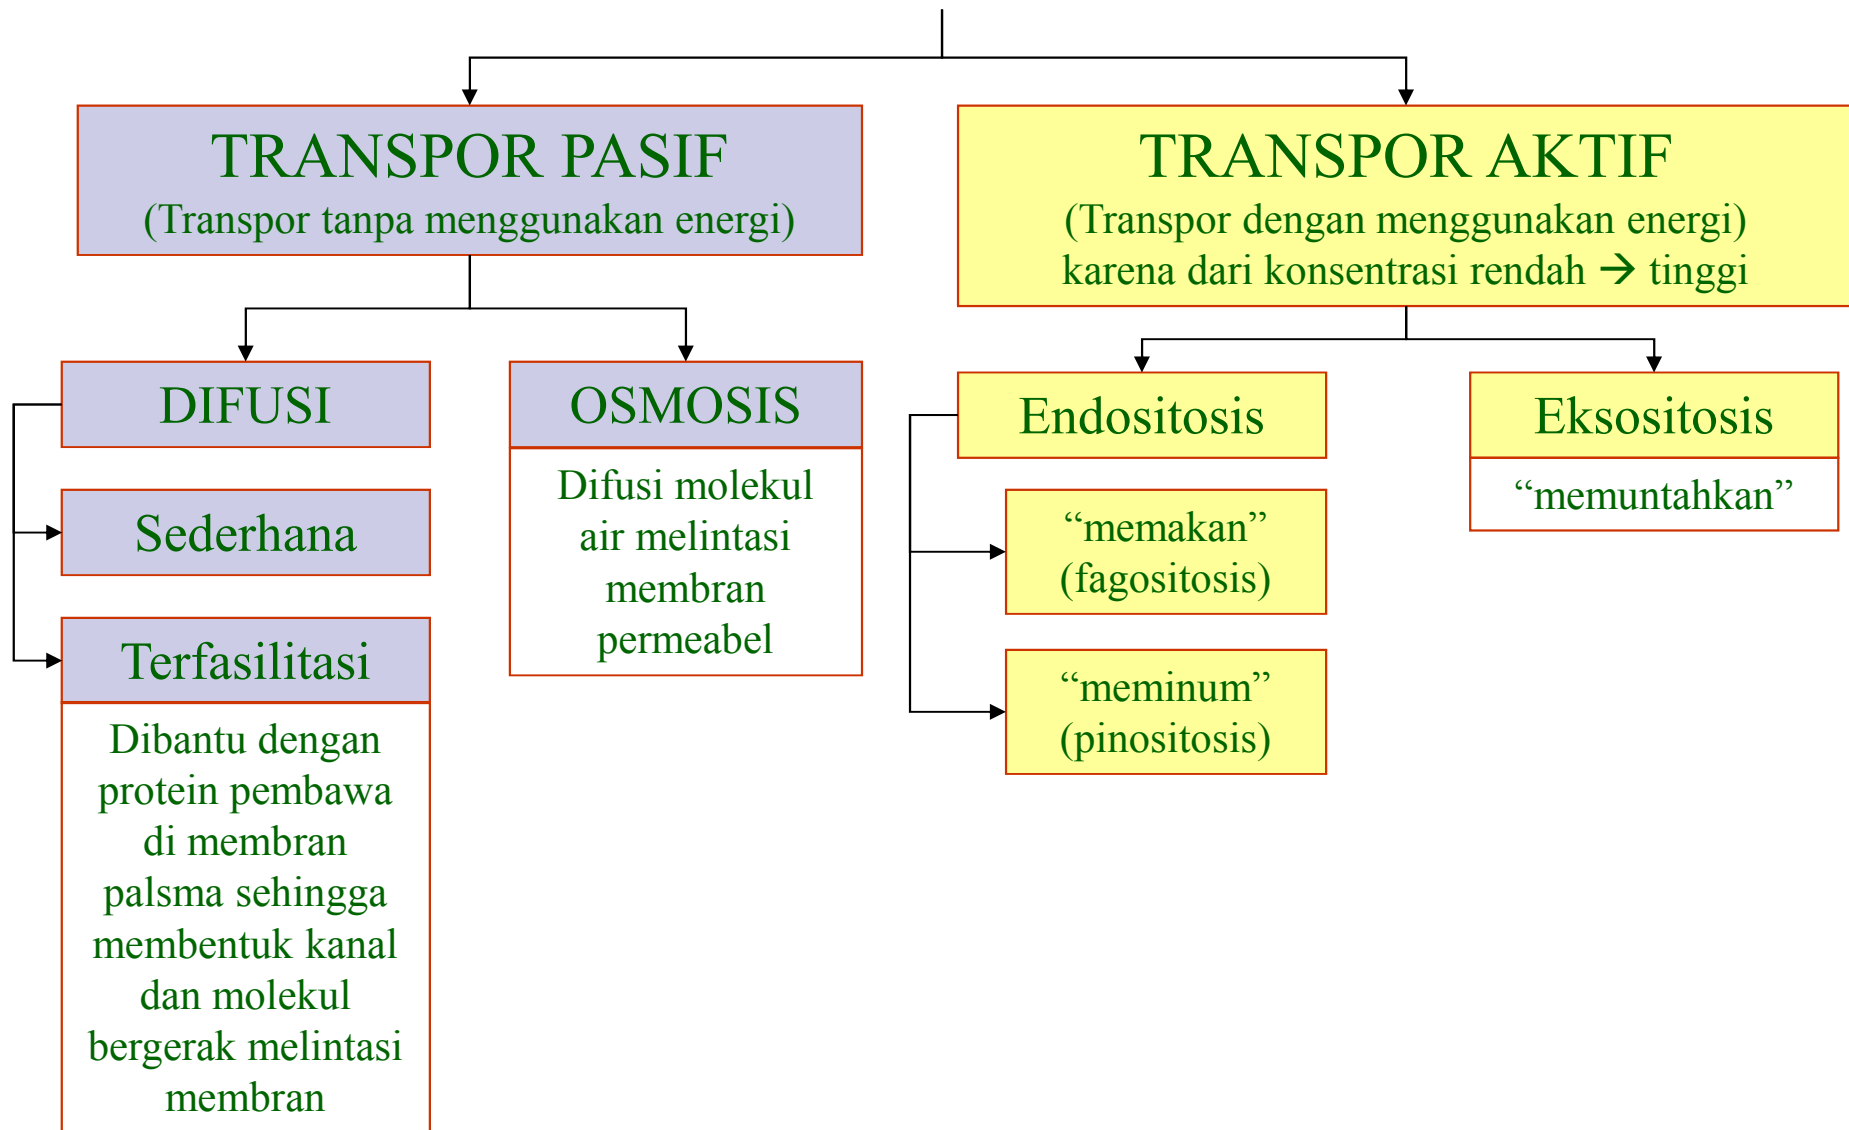 TRANSPOR PASIF
(Transpor tanpa menggunakan energi)
TRANSPOR AKTIF
(Transpor dengan menggunakan energi)
karena dari konsentrasi rendah → tinggi
DIFUSI
Sederhana
Terfasilitasi
Dibantu dengan
protein pembawa
di membran
palsma sehingga
membentuk kanal
dan molekul
bergerak melintasi
membran
OSMOSIS
Difusi molekul
air melintasi
membran
permeabel
Endositosis
“memakan”
(fagositosis)
“meminum”
(pinositosis)
Eksositosis
“memuntahkan”